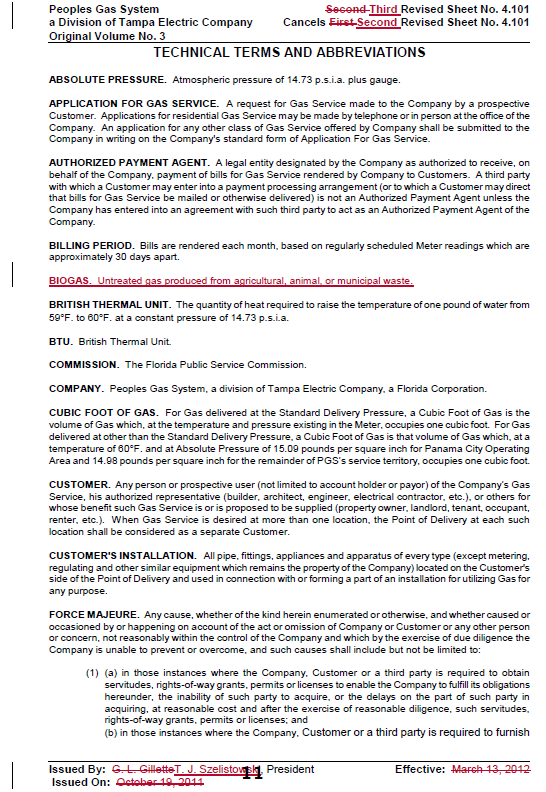 Peoples Gas System Second Third Revised Sheet No. 4.101
a Division of Tampa Electric Company Cancels First Second Revised Sheet No. 4.101
Original Volume No. 3
TECHNICAL TERMS AND ABBREVIATIONS
ABSOLUTE PRESSURE. Atmospheric pressure of 14.73 p.s.i.a. plus gauge.
APPLICATION FOR GAS SERVICE. A request for Gas Service made to the Company by a prospective
Customer. Applications for residential Gas Service may be made by telephone or in person at the office of the
Company. An application for any other class of Gas Service offered by Company shall be submitted to the
Company in writing on the Company's standard form of Application For Gas Service.
AUTHORIZED PAYMENT AGENT. A legal entity designated by the Company as authorized to receive, on
behalf of the Company, payment of bills for Gas Service rendered by Company to Customers. A third party
with which a Customer may enter into a payment processing arrangement (or to which a Customer may direct
that bills for Gas Service be mailed or otherwise delivered) is not an Authorized Payment Agent unless the
Company has entered into an agreement with such third party to act as an Authorized Payment Agent of the
Company.
BILLING PERIOD. Bills are rendered each month, based on regularly scheduled Meter readings which are
approximately 30 days apart.
BIOGAS. Untreated gas produced from agricultural, animal, or municipal waste.
BRITISH THERMAL UNIT. The quantity of heat required to raise the temperature of one pound of water from
59°F. to 60°F. at a constant pressure of 14.73 p.s.i.a.
BTU. British Thermal Unit.
COMMISSION. The Florida Public Service Commission.
COMPANY. Peoples Gas System, a division of Tampa Electric Company, a Florida Corporation.
CUBIC FOOT OF GAS. For Gas delivered at the Standard Delivery Pressure, a Cubic Foot of Gas is the
volume of Gas which, at the temperature and pressure existing in the Meter, occupies one cubic foot. For Gas
delivered at other than the Standard Delivery Pressure, a Cubic Foot of Gas is that volume of Gas which, at a
temperature of 60°F. and at Absolute Pressure of 15.09 pounds per square inch for Panama City Operating
Area and 14.98 pounds per square inch for the remainder of PGS's service territory, occupies one cubic foot.
CUSTOMER. Any person or prospective user (not limited to account holder or payor) of the Company's Gas
Service, his authorized representative (builder, architect, engineer, electrical contractor, etc.), or others for
whose benefit such Gas Service is or is proposed to be supplied (property owner, landlord, tenant, occupant,
renter, etc.). When Gas Service is desired at more than one location, the Point of Delivery at each such
location shall be considered as a separate Customer.
CUSTOMER'S INSTALLATION. All pipe, fittings, appliances and apparatus of every type (except metering,
regulating and other similar equipment which remains the property of the Company) located on the Customer's
side of the Point of Delivery and used in connection with or forming a part of an installation for utilizing Gas for
any purpose.
FORCE MAJEURE. Any cause, whether of the kind herein enumerated or otherwise, and whether caused or
occasioned by or happening on account of the act or omission of Company or Customer or any other person
or concern, not reasonably within the control of the Company and which by the exercise of due diligence the
Company is unable to prevent or overcome, and such causes shall include but not be limited to:
(1) (a) in those instances where the Company, Customer or a third party is required to obtain
servitudes, rights-of-way grants, permits or licenses to enable the Company to fulfill its obligations
hereunder, the inability of such party to acquire, or the delays on the part of such party in
acquiring, at reasonable cost and after the exercise of reasonable diligence, such servitudes,
rights-of-way grants, permits or licenses; and
(b) in those instances where the Company, Customer or a third party is required to furnish
Issued By: G. L. Gillette T. J. Szelistowski, President Effective: March 13, 2012
11
Issued On: October 19, 2011